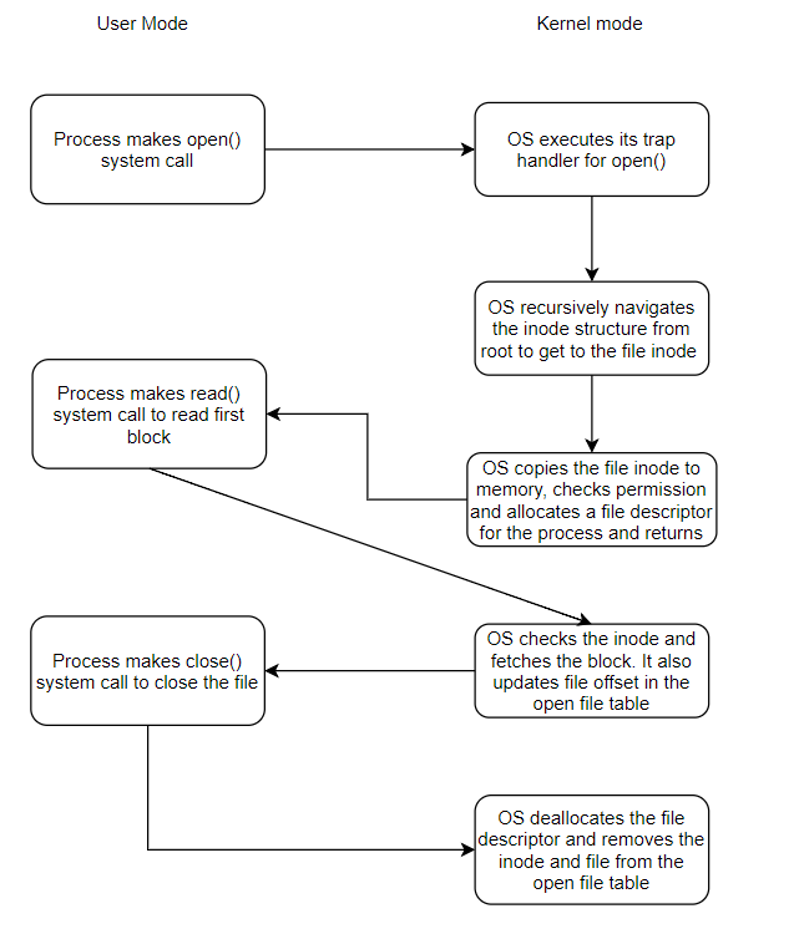 User Mode
Kernel mode
Process makes open()
system call
OS executes its trap
handler for open()
OS recursively navigates
the inode structure from
root to get to the file inode
Process makes read()
system call to read first
block
OS copies the file inode to
memory, checks permission
and allocates a file descriptor
for the process and returns
OS checks the inode and
fetches the block. It also
updates file offset in the
open file table
Process makes close()
system call to close the file
OS deallocates the file
descriptor and removes the
inode and file from the
open file table